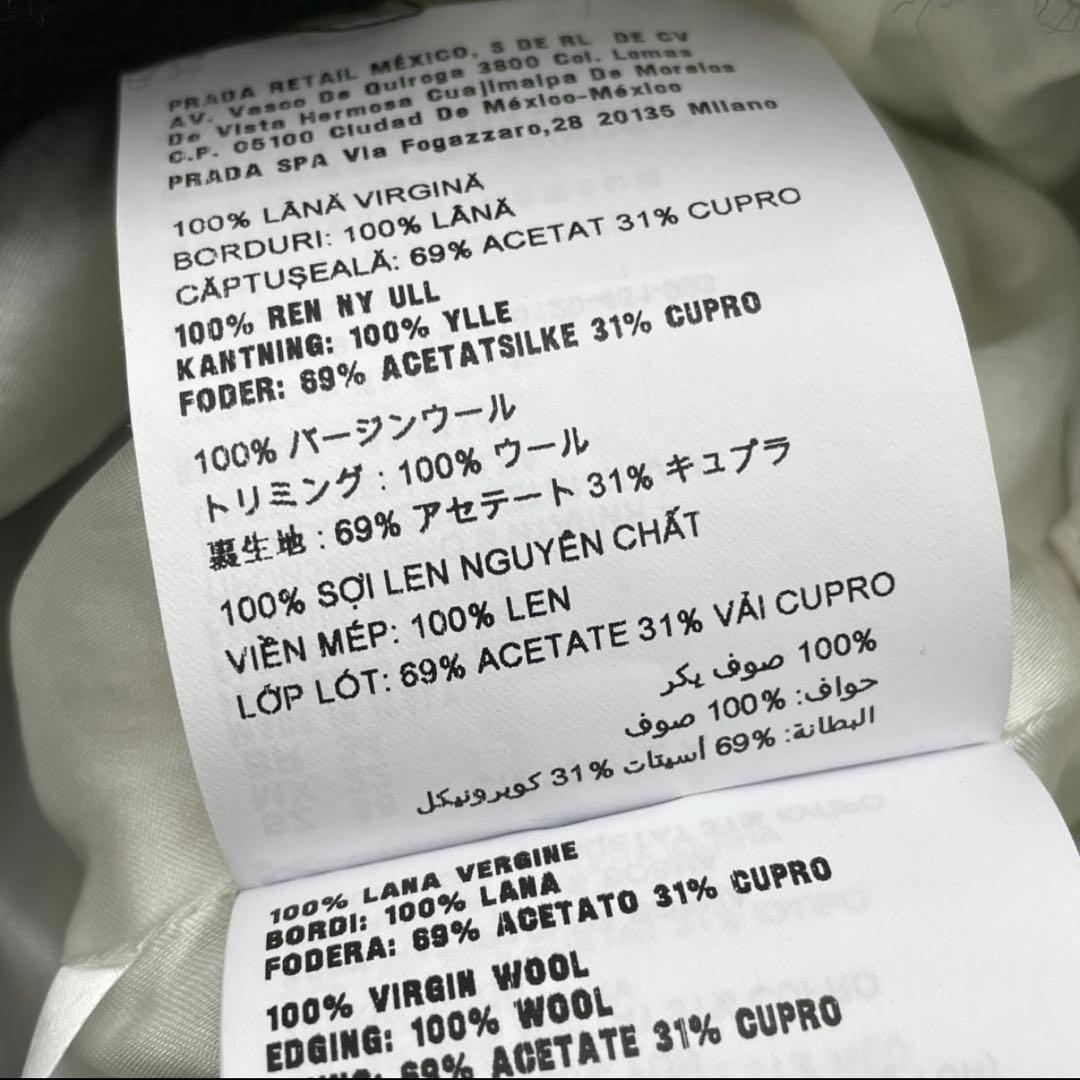 PRADA RETAIL MÉXICO, S DE RL DE CV
AV. Vasco De Quiroga 3800 Col. Lomas
De Vista Hermosa Cuajimalpa De Morelos
C.P. 05100 Ciudad De México-México
PRADA SPA Via Fogazzaro,28 20135 Milano
100% LÂNĂ VIRGINĂ
BORDURI: 100% LÂNĂ
CĂPTUŞEALĂ: 69% ACETAT 31% CUPRO
100% REN NY ULL
KANTNING: 100% YLLE
FODER: 69% ACETATSILKE 31% CUPRO
100% バージンウール
トリミング : 100% ウール
裏生地 : 69% アセテート 31% キュプラ
100% SỢI LEN NGUYÊN CHẤT
VIỀN MÉP: 100% LEN
LỚP LÓT: 69% ACETATE 31% VẢI CUPRO
100% صوف بكر
حواف: 100% صوف
البطانة: 69% أسيتات 31% كوبرونيكل
100% LANA VERGINE
BORDI: 100% LANA
FODERA: 69% ACETATO 31% CUPRO
100% VIRGIN WOOL
EDGING: 100% WOOL
69% ACETATE 31% CUPRO